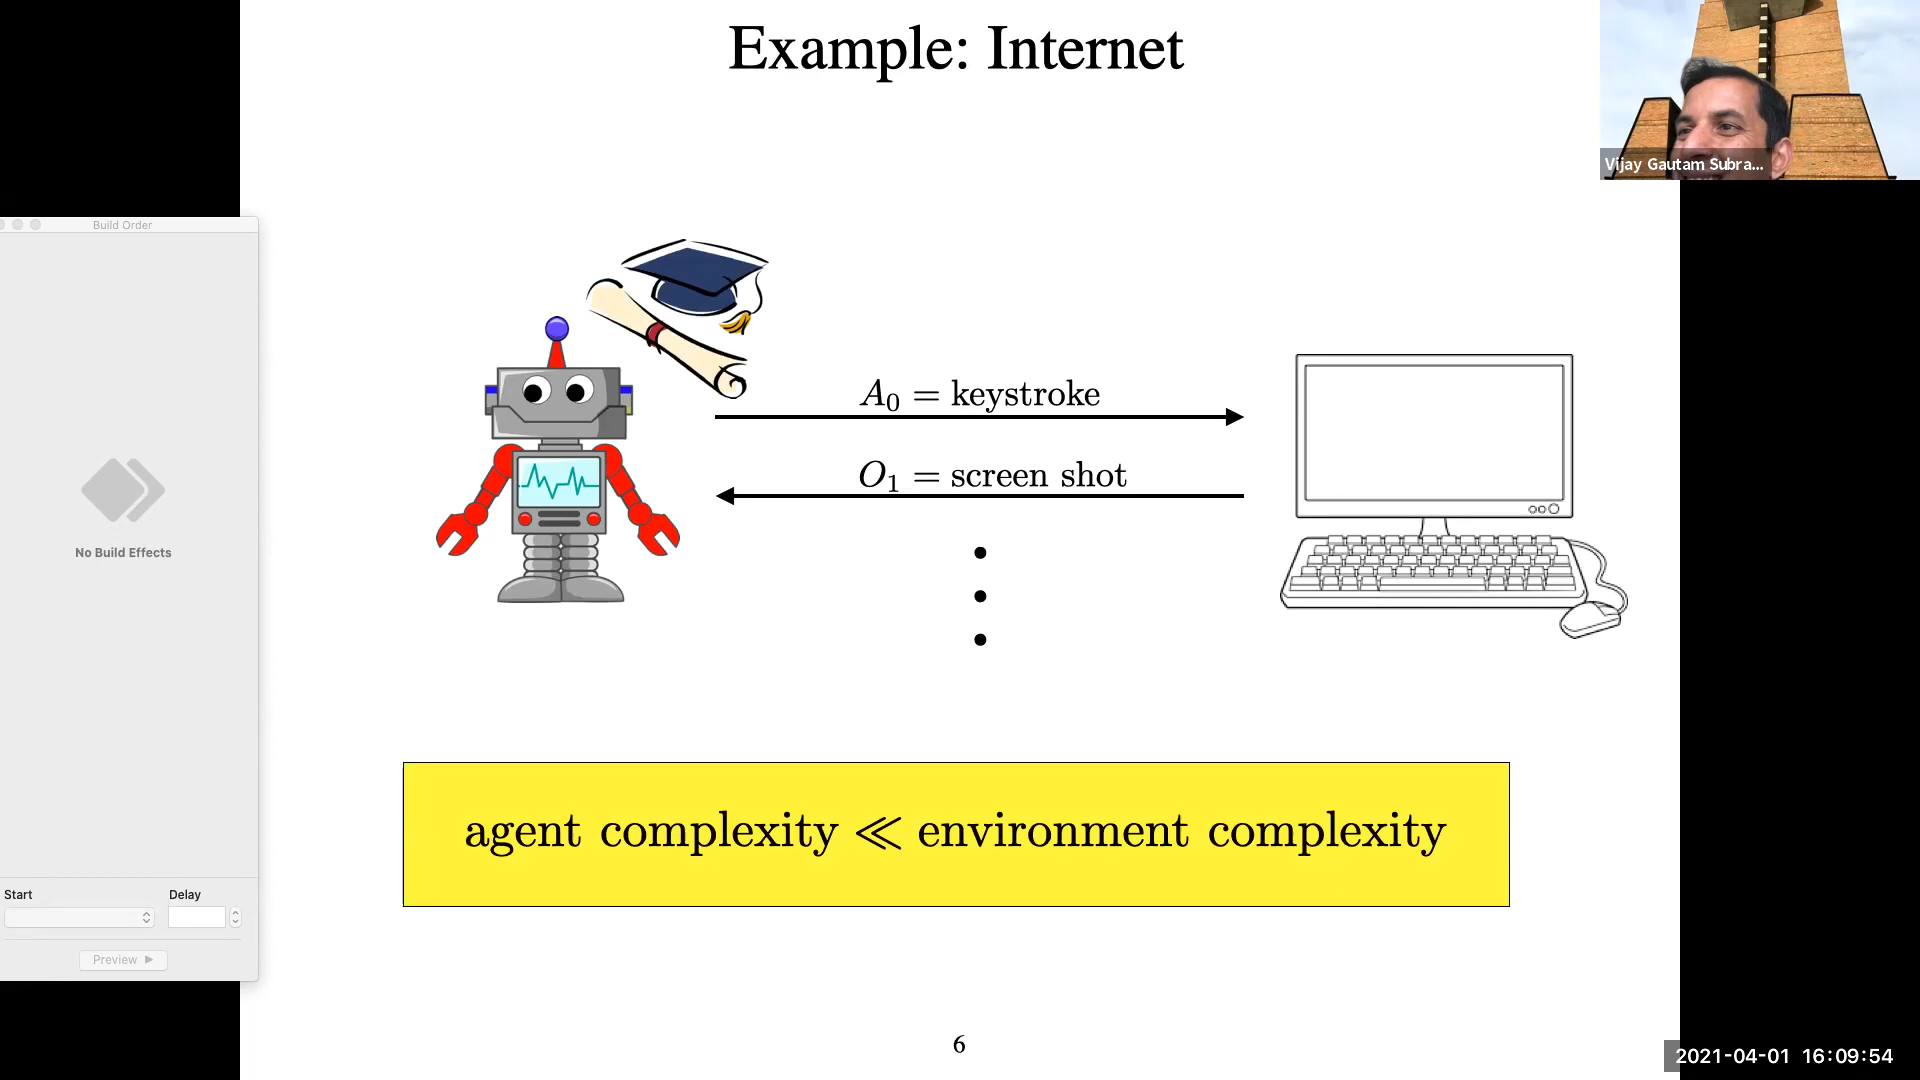 Example: Internet
Vijay Gautam Subra...
Build Order
A₀ = keystroke
O₁ = screen shot
No Build Effects
agent complexity ≪ environment complexity
Start
Delay
Preview
6
2021-04-01 16:09:54